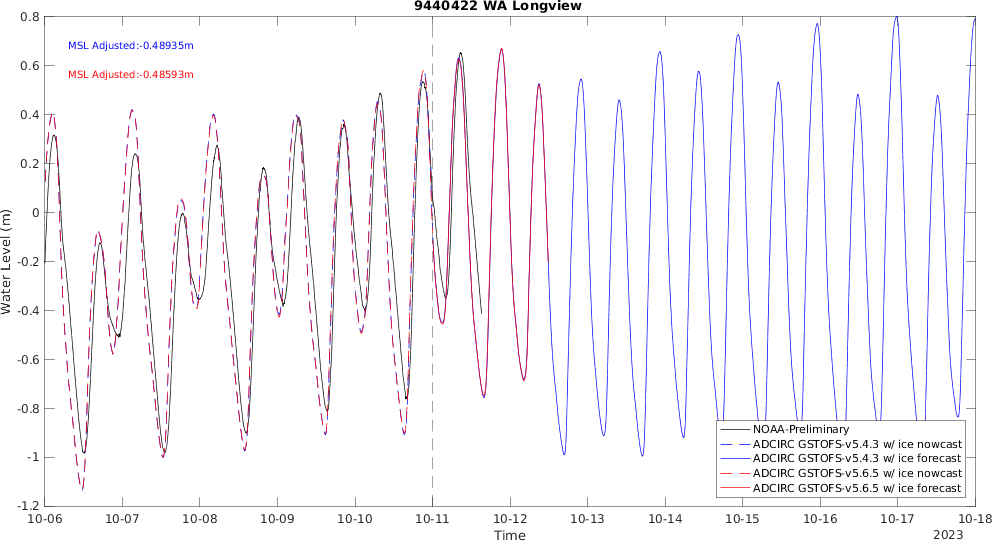 9440422 WA Longview
MSL Adjusted:-0.48935m
MSL Adjusted:-0.48593m
Water Level (m)
0.8
0.6
0.4
0.2
0
-0.2
-0.4
-0.6
-0.8
-1
-1.2
NOAA-Preliminary
ADCIRC GSTOFS-v5.4.3 w/ ice nowcast
ADCIRC GSTOFS-v5.4.3 w/ ice forecast
ADCIRC GSTOFS-v5.6.5 w/ ice nowcast
ADCIRC GSTOFS-v5.6.5 w/ ice forecast
10-06 10-07 10-08 10-09 10-10 10-11 10-12 10-13 10-14 10-15 10-16 10-17 10-18
Time
2023